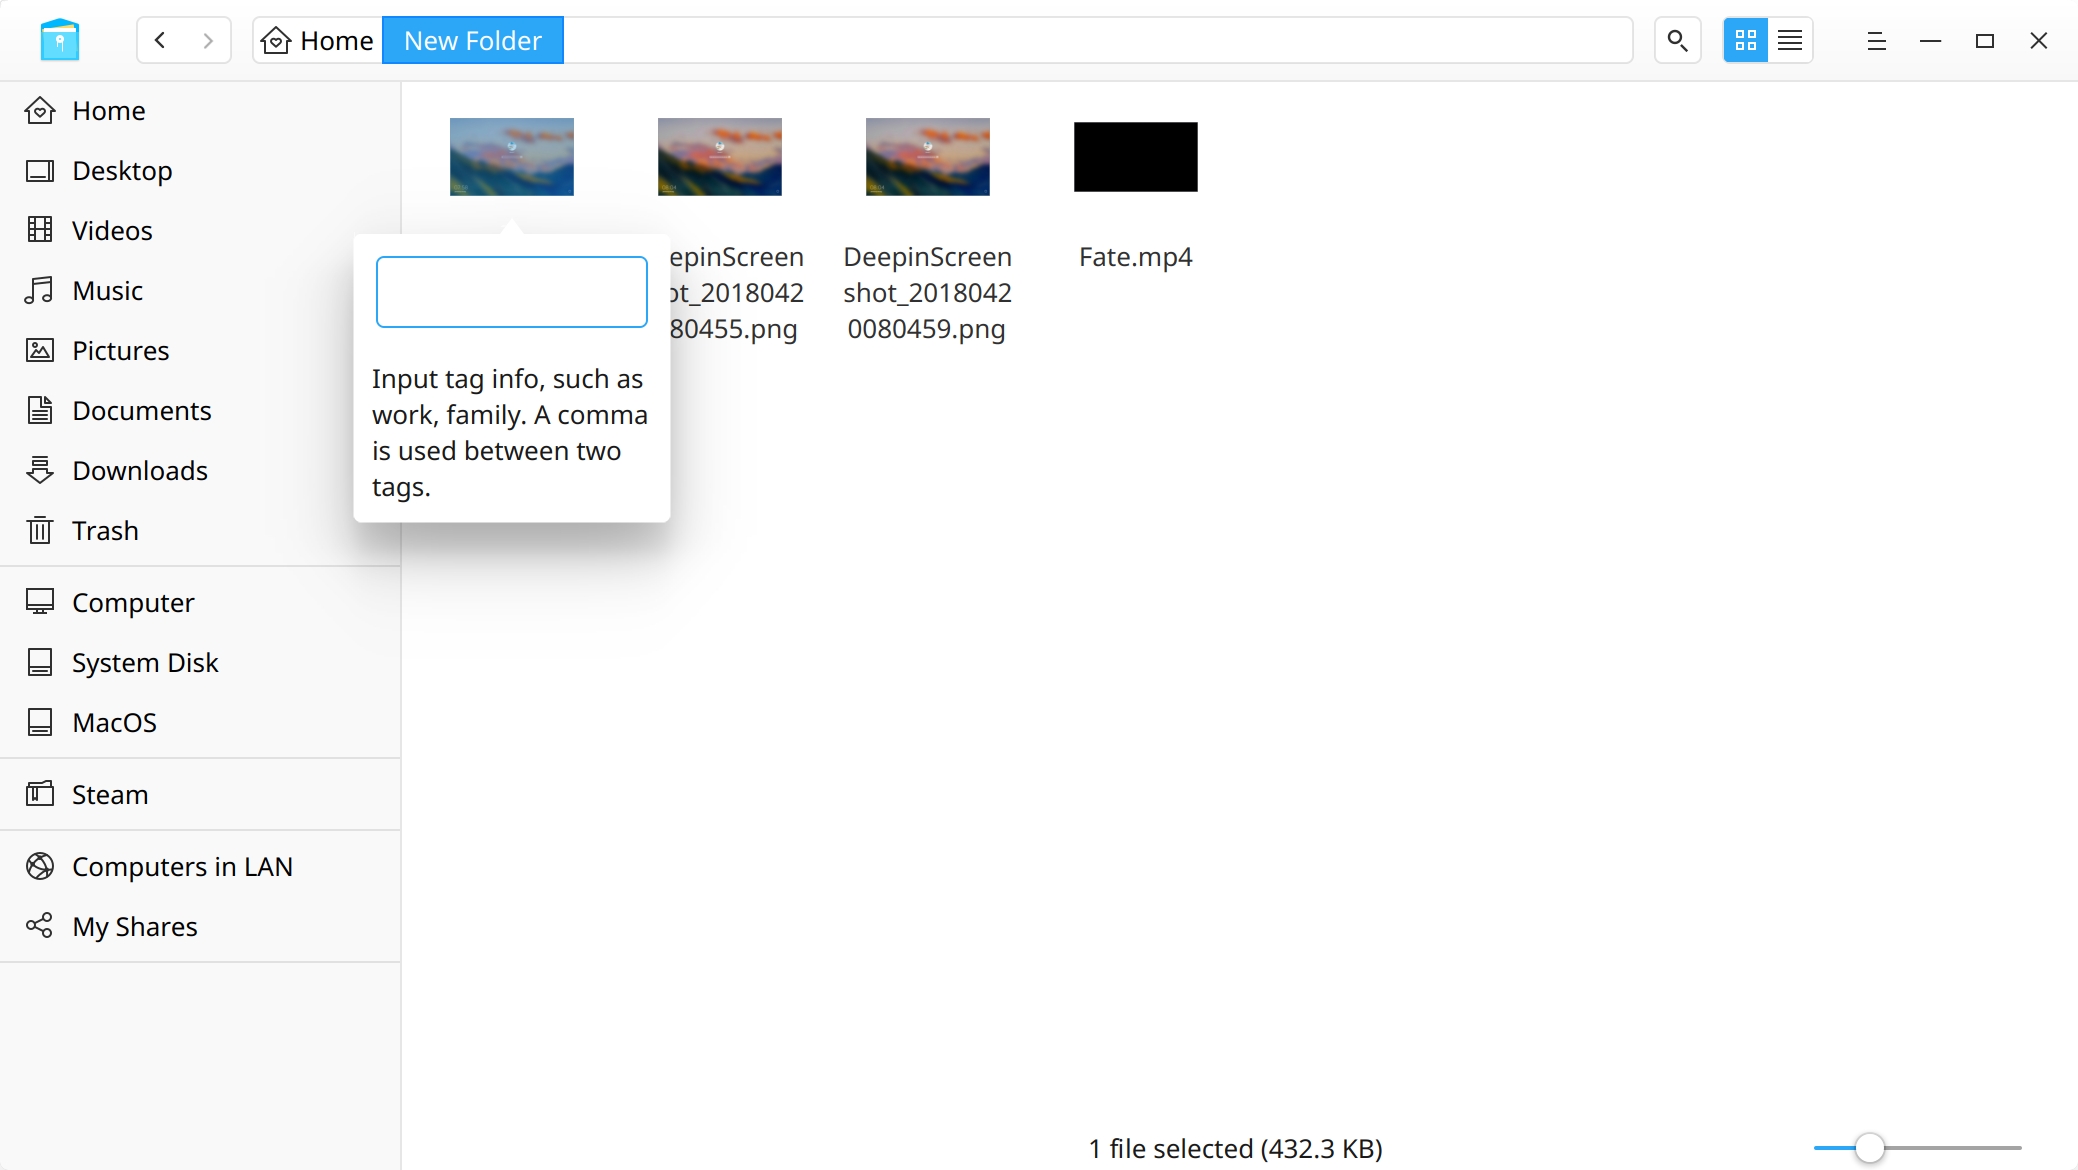 Home New Folder
Home
Desktop
Videos
Music
Pictures
Documents
Downloads
Trash
Computer
System Disk
MacOS
Steam
Computers in LAN
My Shares
Input tag info, such as
work, family. A comma
is used between two
tags.
epinScreen
ot_2018042
80455.png
DeepinScreen
shot_2018042
0080459.png
Fate.mp4
1 file selected (432.3 KB)